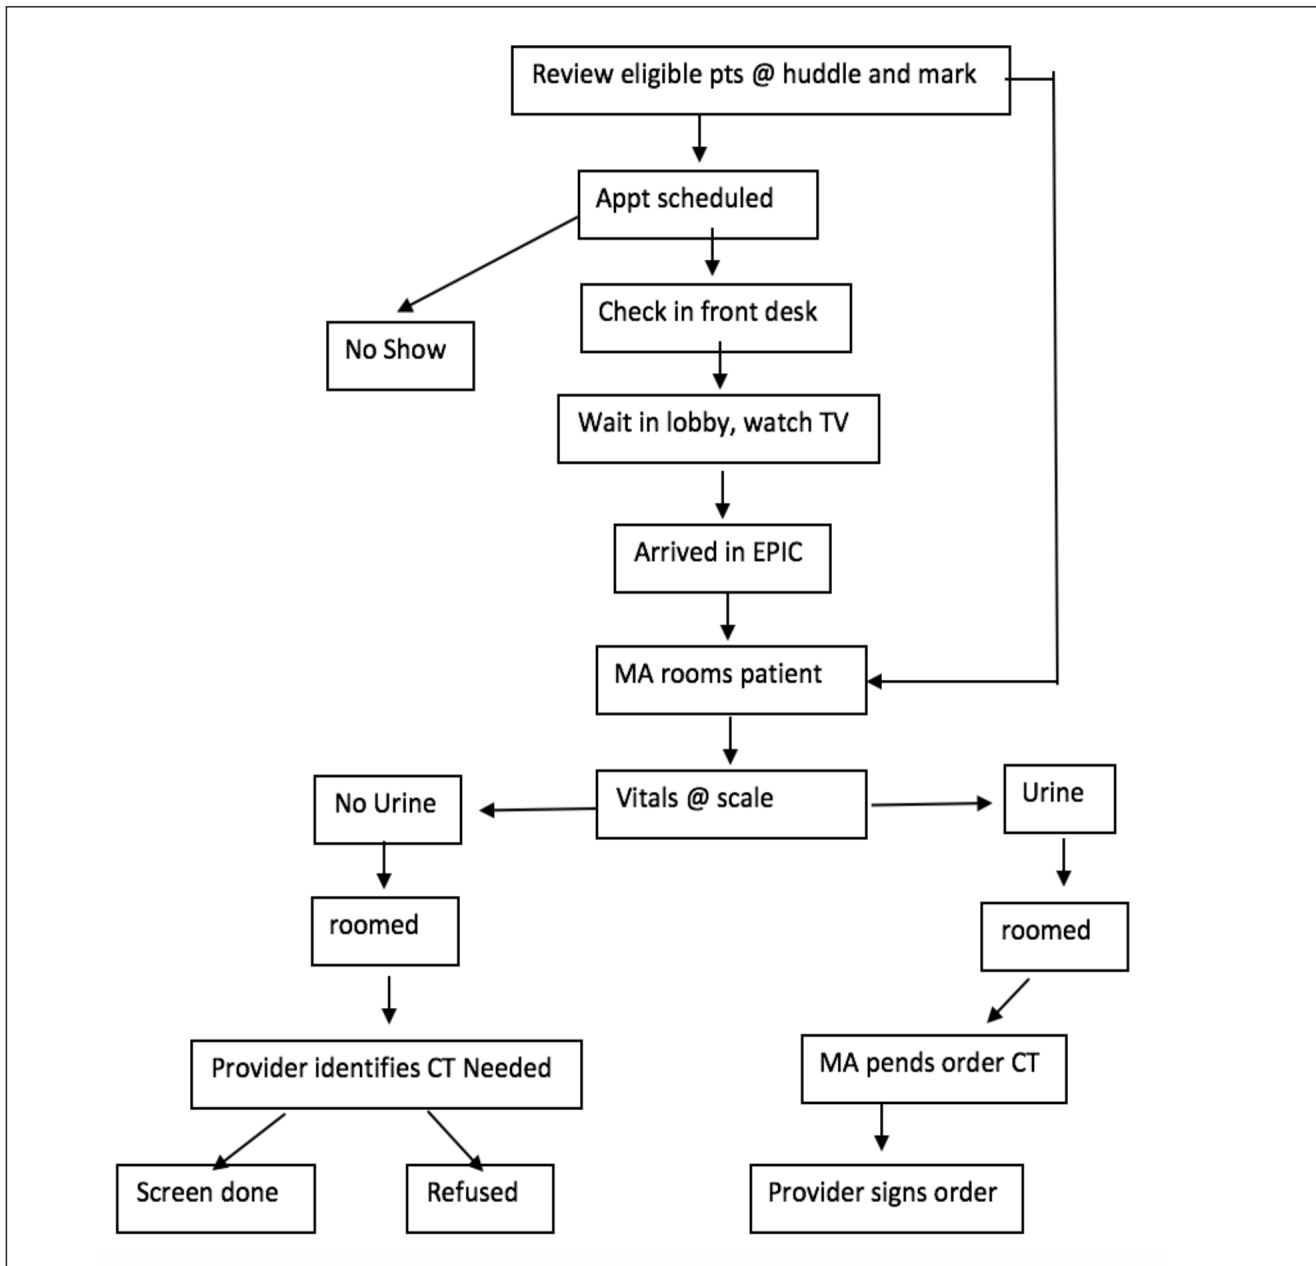 Review eligible pts @ huddle and mark
Appt scheduled
Check in front desk
No Show
Wait in lobby, watch TV
Arrived in EPIC
MA rooms patient
No Urine
Vitals @ scale
Urine
roomed
roomed
Provider identifies CT Needed
MA pends order CT
Screen done
Refused
Provider signs order